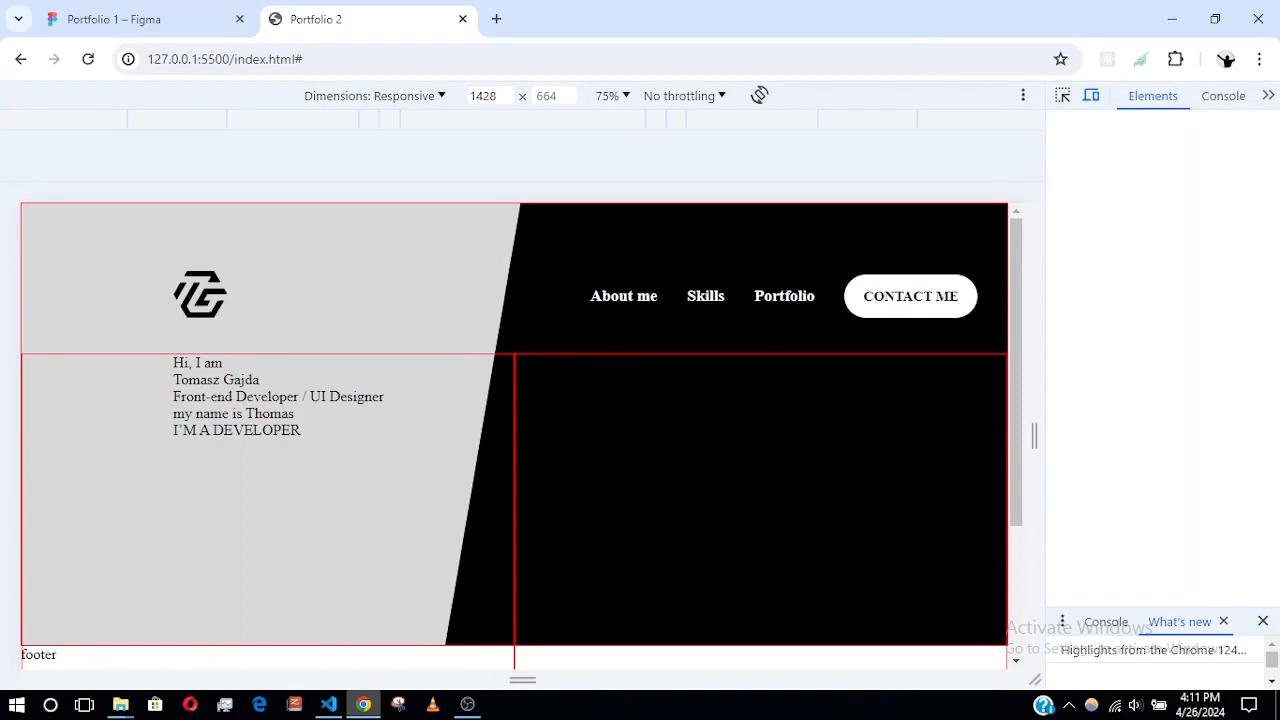 Portfolio 1 – Figma
Portfolio 2
127.0.0.1:5500/index.html#
Dimensions: Responsive 1428 × 664 75% No throttling
Elements Console
About me Skills Portfolio CONTACT ME
Hi, I am
Tomasz Gajda
Front-end Developer / UI Designer
my name is Thomas
I'M A DEVELOPER
footer
Console What's new
Activate Windows
Highlights from the Chrome 124...
4:11 PM
4/26/2024